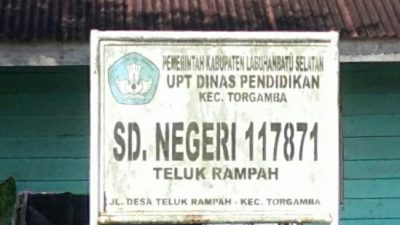 PEMERINTAH KABUPATEN LABUHANBATU SELATAN
UPT DINAS PENDIDIKAN
KEC. TORGAMBA
SD. NEGERI 117871
TELUK RAMPAH
JL. DESA TELUK RAMPAH - KEC. TORGAMBA